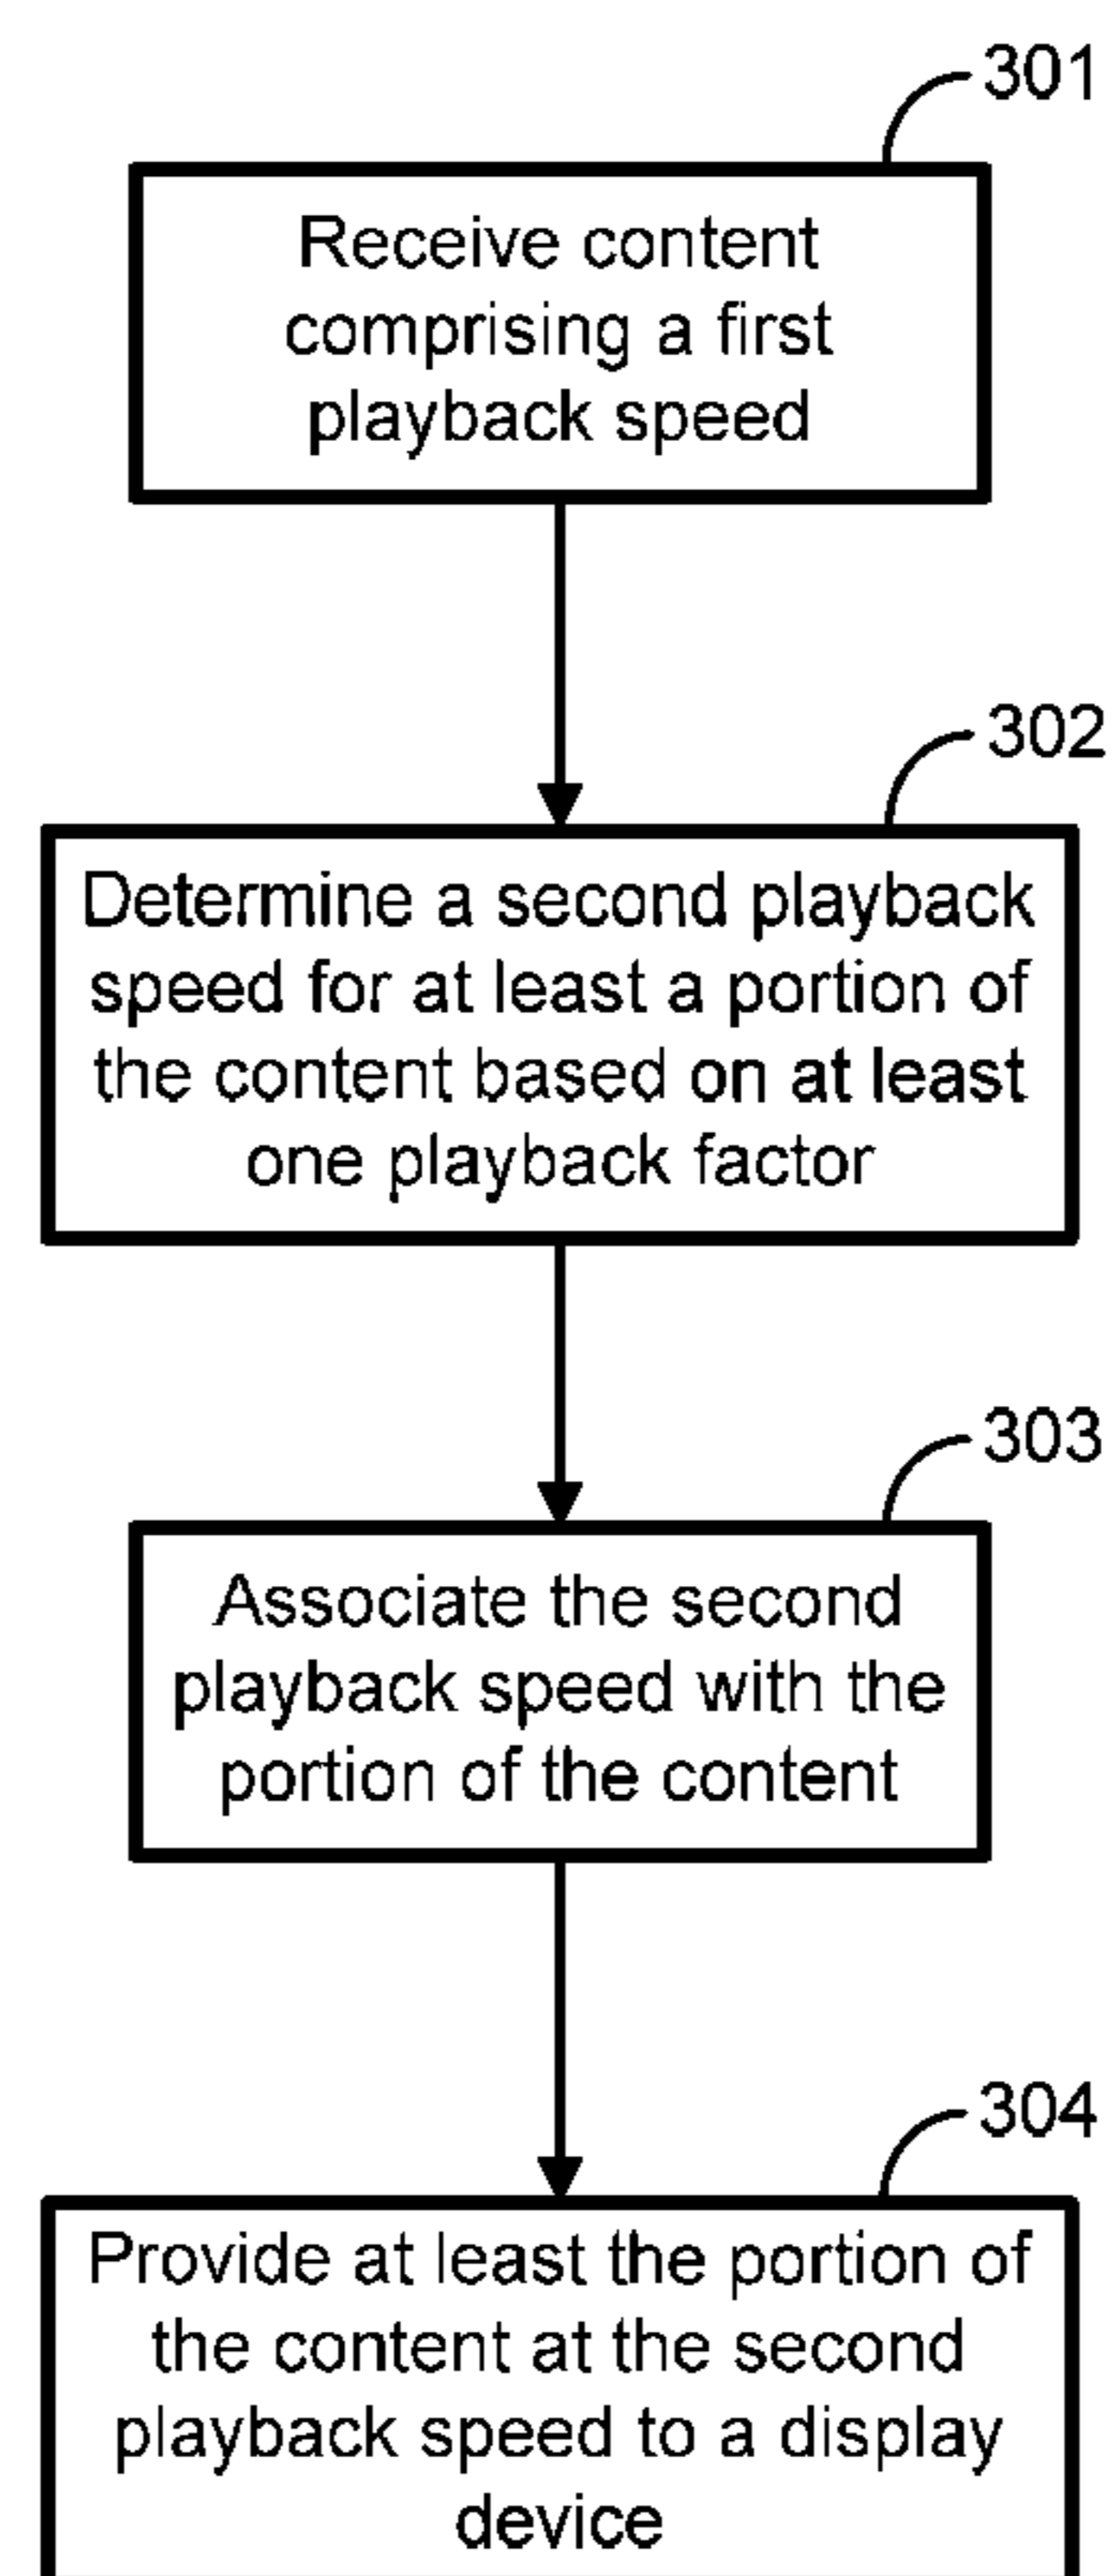 301
Receive content
comprising a first
playback speed
302
Determine a second playback
speed for at least a portion of
the content based on at least
one playback factor
303
Associate the second
playback speed with the
portion of the content
304
Provide at least the portion of
the content at the second
playback speed to a display
device